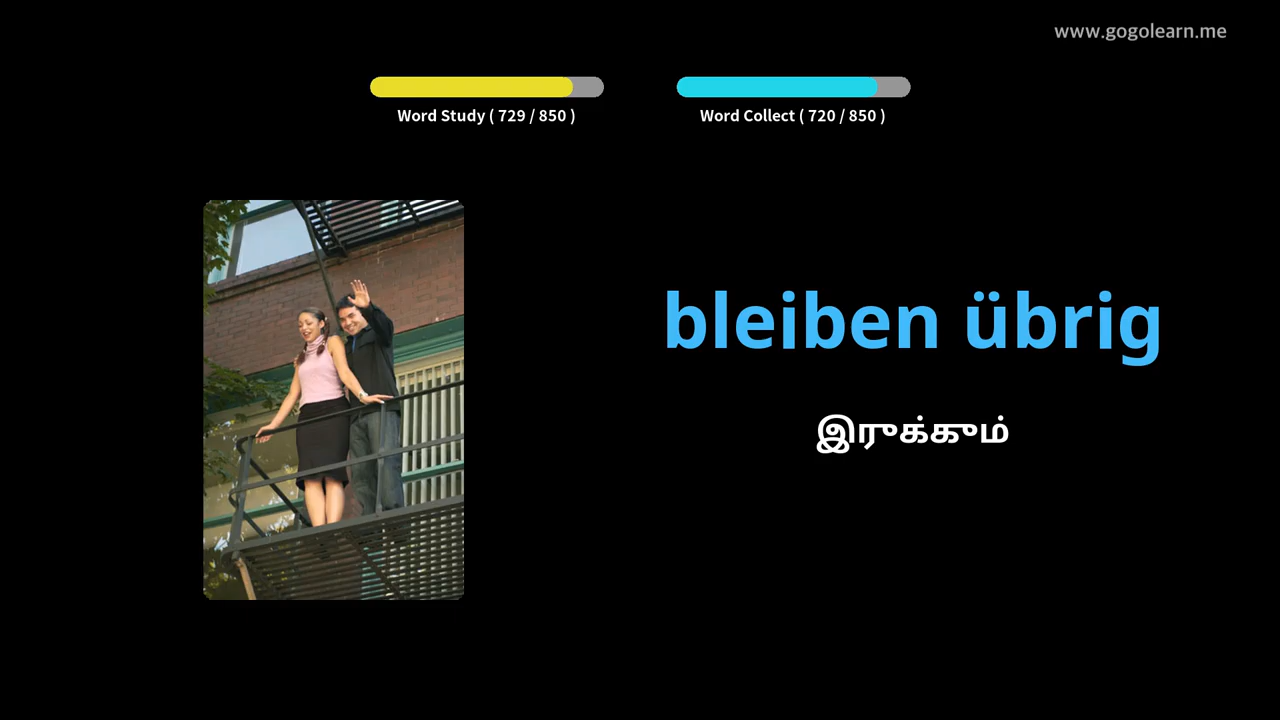 www.gogolearn.me
Word Study ( 729 / 850 )
Word Collect ( 720 / 850 )
bleiben übrig
இருக்கும்